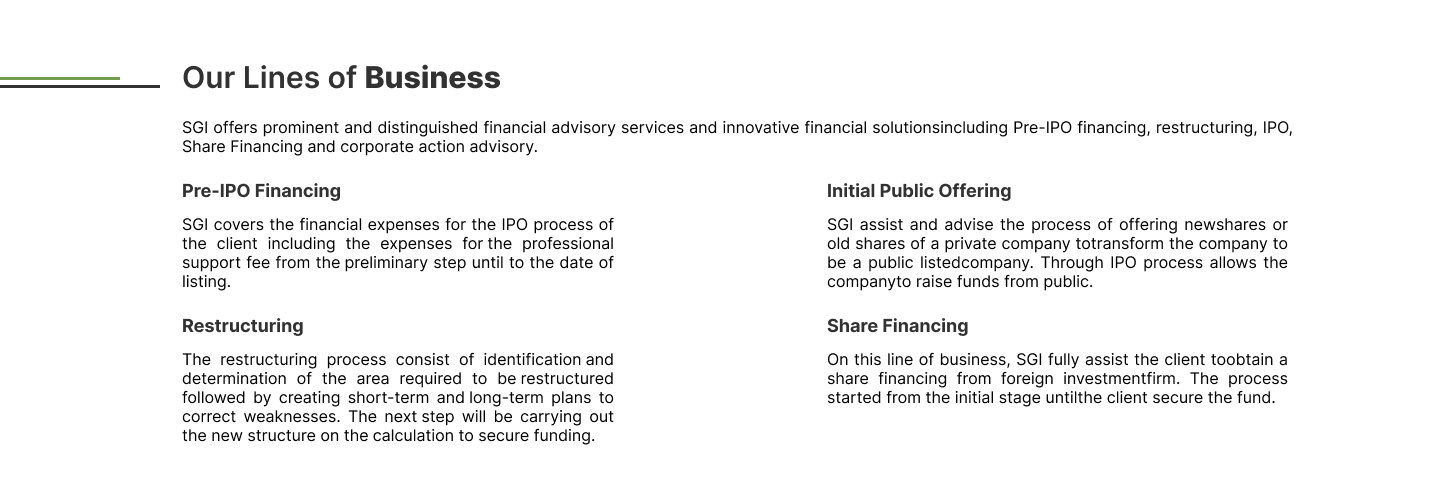 Our Lines of Business
SGI offers prominent and distinguished financial advisory services and innovative financial solutionsincluding Pre-IPO financing, restructuring, IPO,
Share Financing and corporate action advisory.
Pre-IPO Financing
SGI covers the financial expenses for the IPO process of
the client including the expenses for the professional
support fee from the preliminary step until to the date of
listing.
Initial Public Offering
SGI assist and advise the process of offering newshares or
old shares of a private company totransform the company to
be a public listedcompany. Through IPO process allows the
companyto raise funds from public.
Restructuring
The restructuring process consist of identification and
determination of the area required to be restructured
followed by creating short-term and long-term plans to
correct weaknesses. The next step will be carrying out
the new structure on the calculation to secure funding.
Share Financing
On this line of business, SGI fully assist the client toobtain a
share financing from foreign investmentfirm. The process
started from the initial stage untilthe client secure the fund.